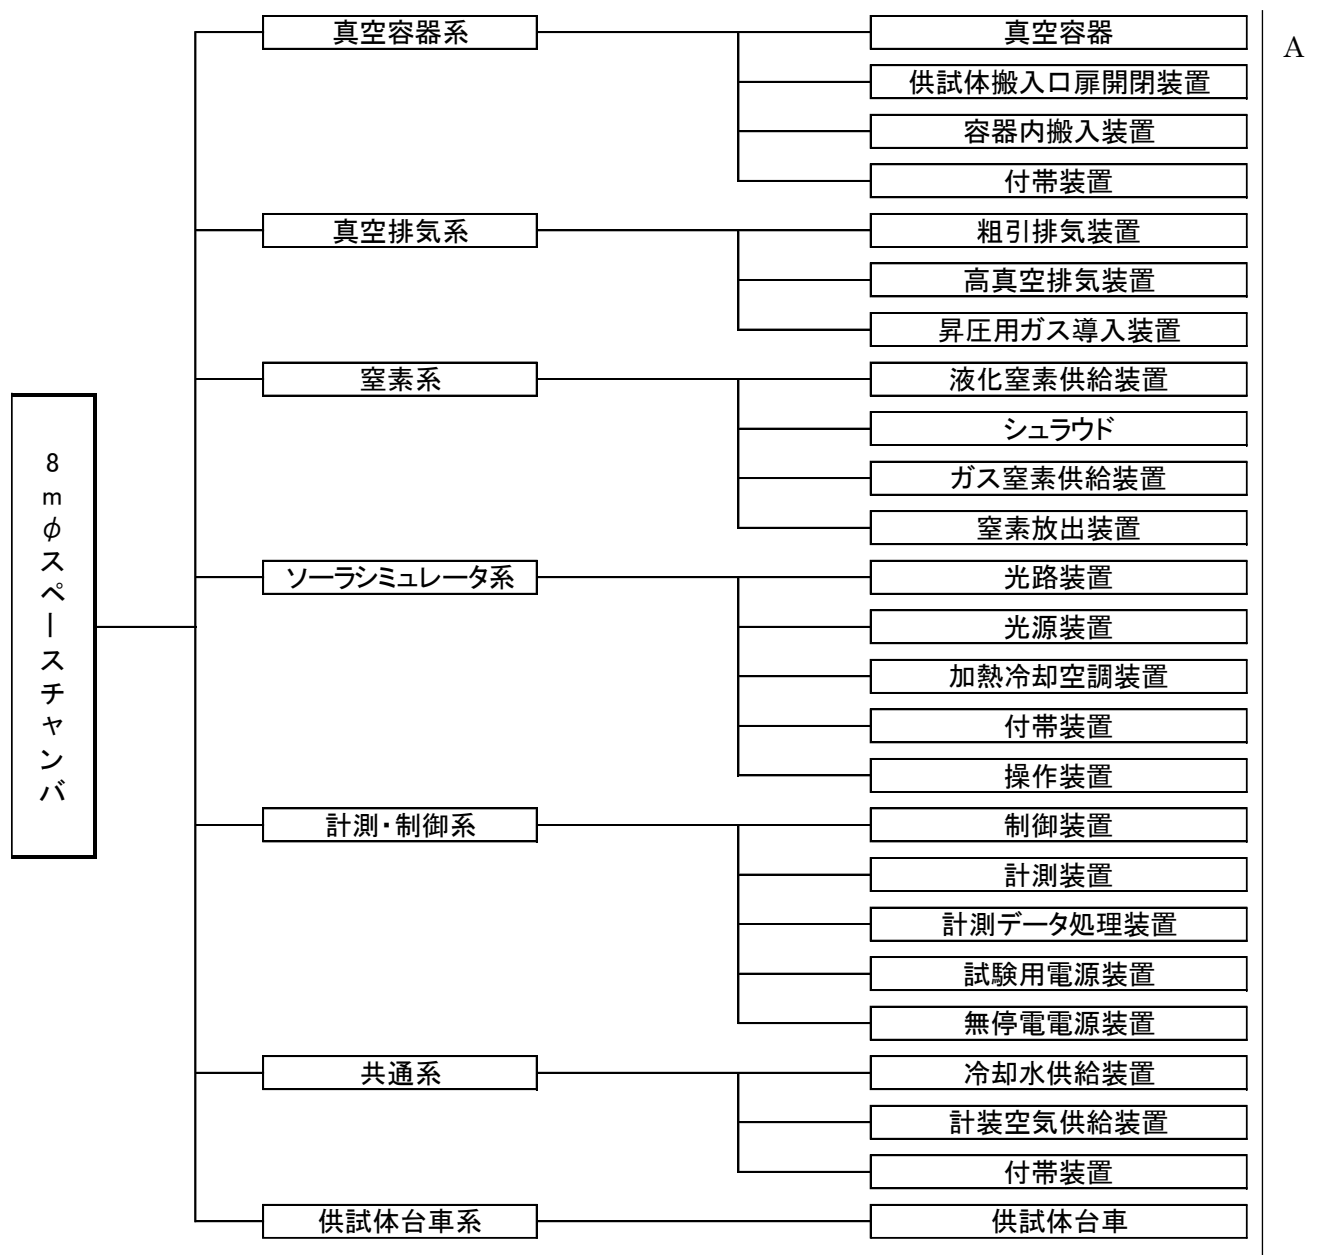 8mφスペースチャンバ
真空容器系
真空容器
供試体搬入口扉開閉装置
容器内搬入装置
付帯装置
真空排気系
粗引排気装置
高真空排気装置
昇圧用ガス導入装置
窒素系
液化窒素供給装置
シュラウド
ガス窒素供給装置
窒素放出装置
ソーラシミュレータ系
光路装置
光源装置
加熱冷却空調装置
付帯装置
操作装置
計測・制御系
制御装置
計測装置
計測データ処理装置
試験用電源装置
無停電電源装置
共通系
冷却水供給装置
計装空気供給装置
付帯装置
供試体台車系
供試体台車
A